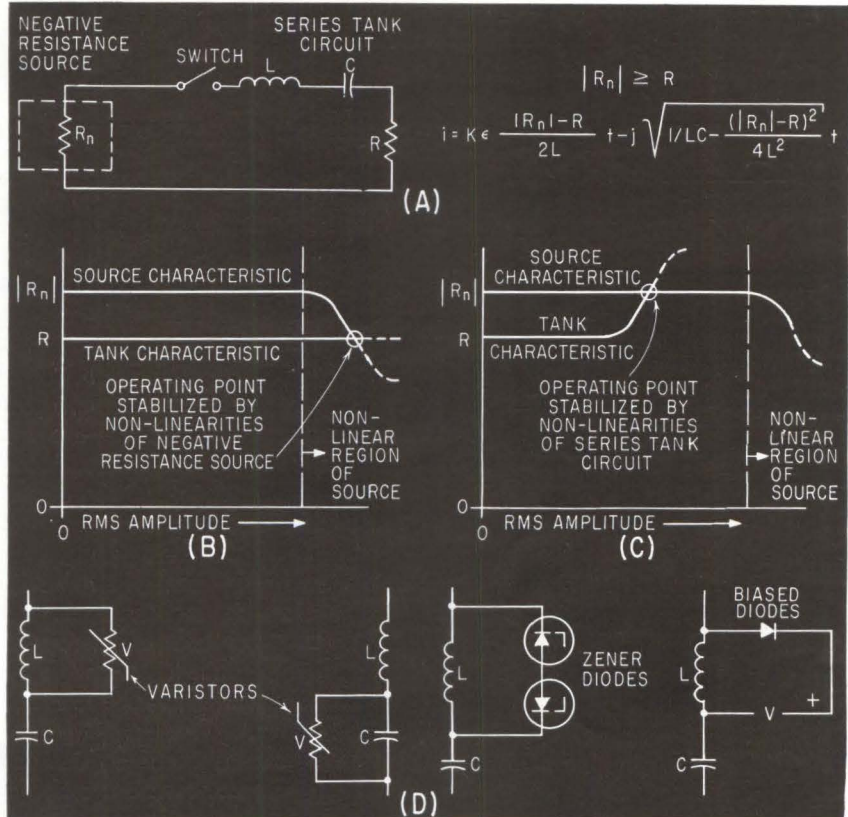 NEGATIVE
RESISTANCE
SOURCE
SWITCH
SERIES TANK
CIRCUIT
L
C
Rn
R
|Rn| ≥ R
i = K ϵ |Rn| - R / 2L t - j √ 1/LC - (|Rn| - R)² / 4L² t
(A)
|Rn|
SOURCE CHARACTERISTIC
R
TANK CHARACTERISTIC
OPERATING POINT
STABILIZED BY
NON-LINEARITIES
OF NEGATIVE
RESISTANCE SOURCE
NON-
LINEAR
REGION
OF
SOURCE
0
0
RMS AMPLITUDE
(B)
SOURCE
CHARACTERISTIC
|Rn|
R
TANK
CHARACTERISTIC
OPERATING POINT
STABILIZED BY
NON-LINEARITIES
OF SERIES TANK
CIRCUIT
NON-
LINEAR
REGION
OF
SOURCE
0
0
RMS AMPLITUDE
(C)
L
V
C
VARISTORS
L
V
C
L
ZENER
DIODES
C
BIASED
DIODES
L
V
+
C
(D)